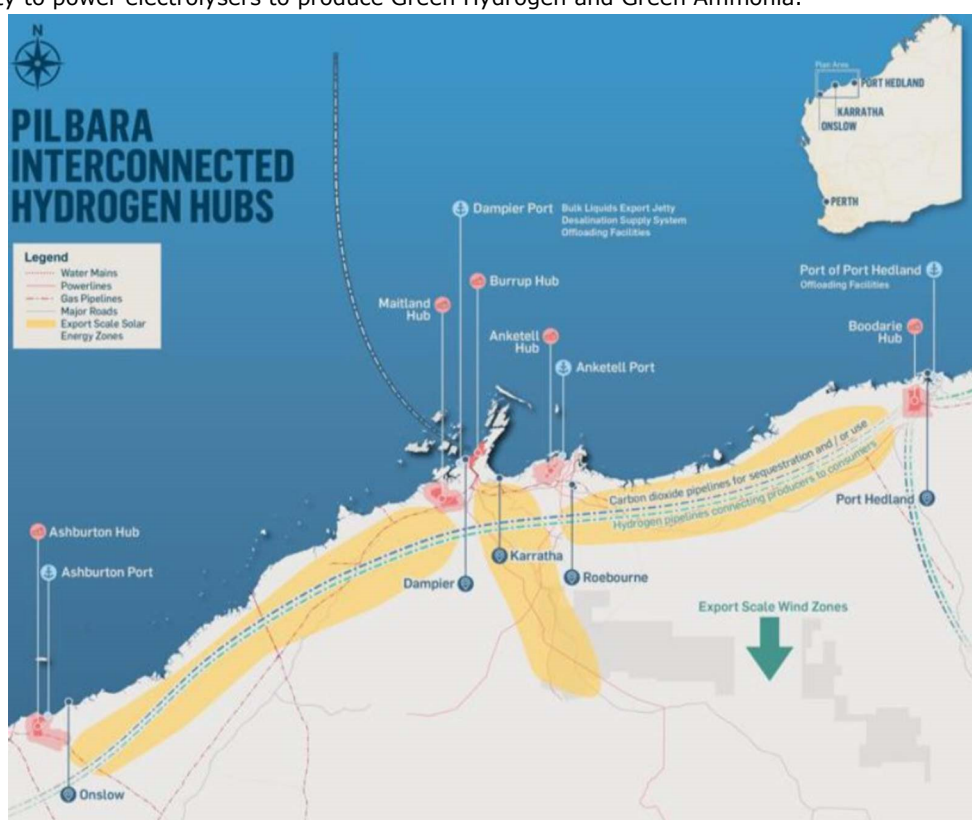 to power electrolysers to produce Green Hydrogen and Green Ammonia.
N
PILBARA
INTERCONNECTED
HYDROGEN HUBS
Legend
Water Mains
Powerlines
Gas Pipelines
Major Roads
Export Scale Solar
Energy Zones
Plan Area
PORT HEDLAND
KARRATHA
ONSLOW
PERTH
Dampier Port
Bulk Liquids Export Jetty
Desalination Supply System
Offloading Facilities
Burrup Hub
Maitland
Hub
Anketell
Hub
Anketell Port
Port of Port Hedland
Offloading Facilities
Boodarie
Hub
Carbon dioxide pipelines for sequestration and / or use
Hydrogen pipelines connecting producers to consumers
Port Hedland
Ashburton Hub
Ashburton Port
Karratha
Dampier
Roebourne
Export Scale Wind Zones
Onslow